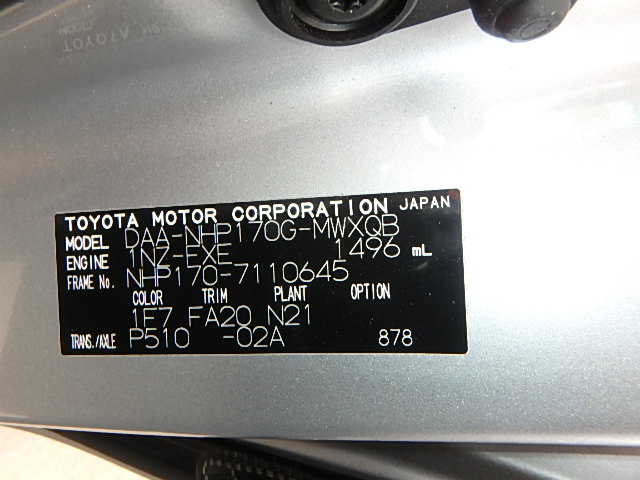 TOYOTA MOTOR CORPORATION JAPAN
MODEL DAA-NHP170G-MWXQB
ENGINE 1NZ-FXE 1496 mL
FRAME No. NHP170-7110645
COLOR TRIM PLANT OPTION
1F7 FA20 N21
TRANS./AXLE P510 -02A 878